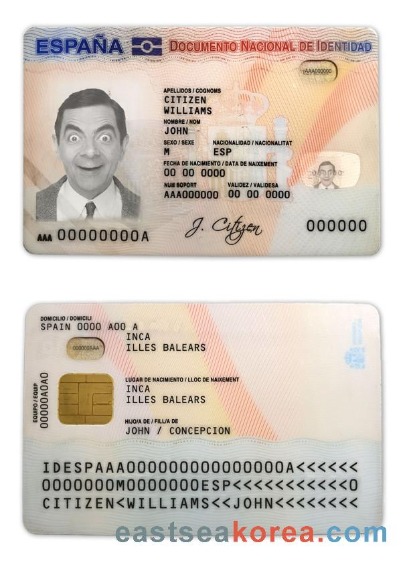 ESPAÑA DOCUMENTO NACIONAL DE IDENTIDAD
AAA000000
APELLIDOS / COGNOMS
CITIZEN
WILLIAMS
NOMBRE / NOM
JOHN
SEXO / SEXE NACIONALIDAD / NACIONALITAT
M ESP
FECHA DE NACIMIENTO / DATA DE NAIXEMENT
00 00 0000
NUM SOPORT VALIDEZ / VALIDESA
AAA000000 00 00 0000
J. Citizen
000000
AAA 00000000A
DOMICILIO / DOMICILI
SPAIN 0000 A00 A
INCA
ILLES BALEARS
LUGAR DE NACIMIENTO / LLOC DE NAIXEMENT
INCA
ILLES BALEARS
EQUIPO / EQUIP
00000A0A0
HIJO/A DE / FILL/A DE
JOHN / CONCEPCION
IDESPAAA000000000000000A<<<<<<
0000000M0000000ESP<<<<<<<<<<<0
CITIZEN<WILLIAMS<<JOHN<<<<<<<<
eastseakorea.com